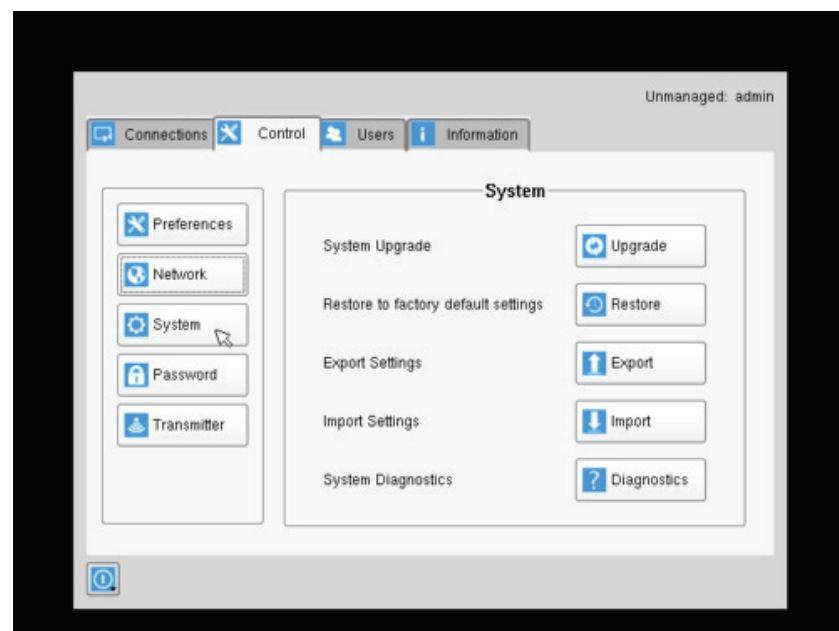 Unmanaged: admin
Connections Control Users i Information
System
Preferences
Network
System
Password
Transmitter
System Upgrade Upgrade
Restore to factory default settings Restore
Export Settings Export
Import Settings Import
System Diagnostics ? Diagnostics